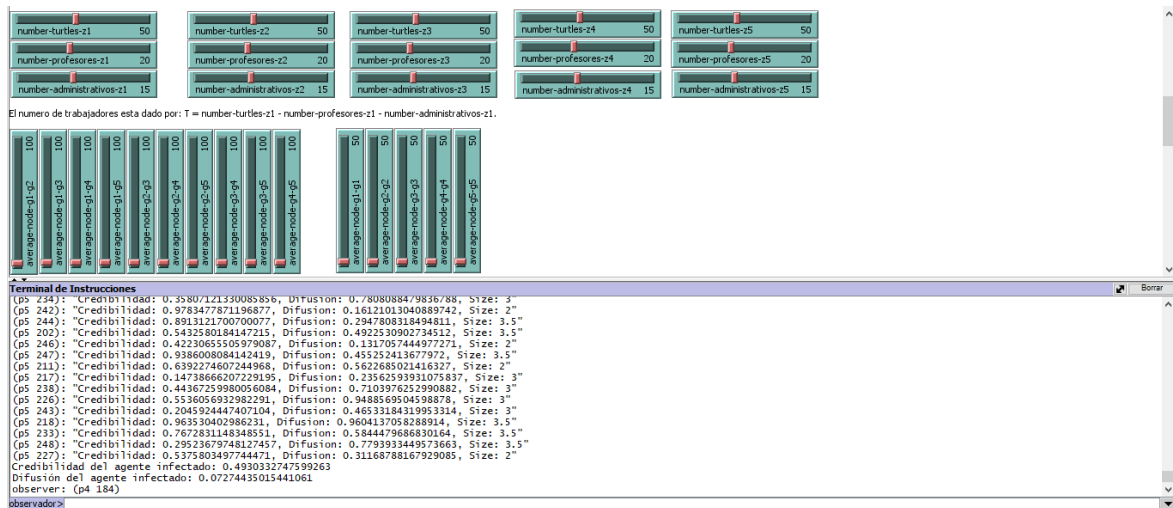 number-turtles-z1 50
number-turtles-z2 50
number-turtles-z3 50
number-turtles-z4 50
number-turtles-z5 50
number-profesores-z1 20
number-profesores-z2 20
number-profesores-z3 20
number-profesores-z4 20
number-profesores-z5 20
number-administrativos-z1 15
number-administrativos-z2 15
number-administrativos-z3 15
number-administrativos-z4 15
number-administrativos-z5 15
El numero de trabajadores esta dado por: T = number-turtles-z1 - number-profesores-z1 - number-administrativos-z1.
average-node-g1-g2 100
average-node-g1-g3 100
average-node-g1-g4 100
average-node-g1-g5 100
average-node-g2-g3 100
average-node-g2-g4 100
average-node-g2-g5 100
average-node-g3-g4 100
average-node-g3-g5 100
average-node-g4-g5 100
average-node-g1-g1 50
average-node-g2-g2 50
average-node-g3-g3 50
average-node-g4-g4 50
average-node-g5-g5 50
Terminal de Instrucciones Borrar
(p5 234): "Credibilidad: 0.35807121330085856, Difusion: 0.7808088479836788, Size: 3"
(p5 242): "Credibilidad: 0.9783477871196877, Difusion: 0.16121013040889742, Size: 2"
(p5 244): "Credibilidad: 0.8913121700700077, Difusion: 0.2947808318494811, Size: 3.5"
(p5 202): "Credibilidad: 0.5432580184147215, Difusion: 0.4922530902734512, Size: 3.5"
(p5 246): "Credibilidad: 0.42230655505979087, Difusion: 0.1317057444977271, Size: 2"
(p5 247): "Credibilidad: 0.9386008084142419, Difusion: 0.455252413677972, Size: 3.5"
(p5 211): "Credibilidad: 0.6392274607244968, Difusion: 0.5622685021416327, Size: 2"
(p5 217): "Credibilidad: 0.14738666207229195, Difusion: 0.23562593931075837, Size: 3"
(p5 238): "Credibilidad: 0.44367259980056084, Difusion: 0.7103976252990882, Size: 3"
(p5 226): "Credibilidad: 0.5536056932982291, Difusion: 0.9488569504598878, Size: 3"
(p5 243): "Credibilidad: 0.2045924447407104, Difusion: 0.46533184319953314, Size: 3"
(p5 218): "Credibilidad: 0.963530402986231, Difusion: 0.9604137058288914, Size: 3.5"
(p5 233): "Credibilidad: 0.7672831148348551, Difusion: 0.5844479686830164, Size: 3.5"
(p5 248): "Credibilidad: 0.29523679748127457, Difusion: 0.7793933449573663, Size: 3.5"
(p5 227): "Credibilidad: 0.5375803497744471, Difusion: 0.31168788167929085, Size: 2"
Credibilidad del agente infectado: 0.4930332747599263
Difusión del agente infectado: 0.07274435015441061
observer: (p4 184)
observador>